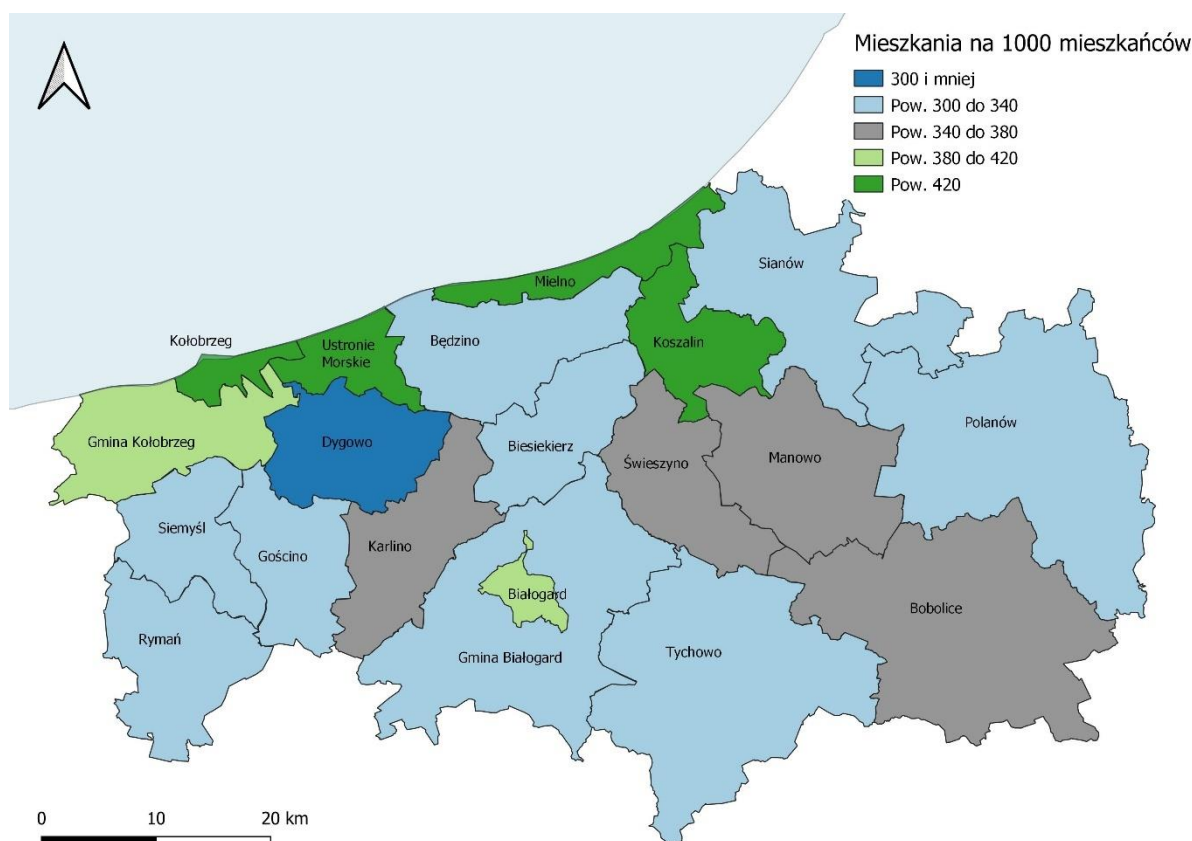 Mieszkania na 1000 mieszkańców
300 i mniej
Pow. 300 do 340
Pow. 340 do 380
Pow. 380 do 420
Pow. 420
Sianów
Mielno
Kołobrzeg
Ustronie
Morskie
Będzino
Koszalin
Polanów
Gmina Kołobrzeg
Dygowo
Biesiekierz
Świeszyno
Manowo
Siemyśl
Gościno
Karlino
Białogard
Bobolice
Rymań
Gmina Białogard
Tychowo
0 10 20 km